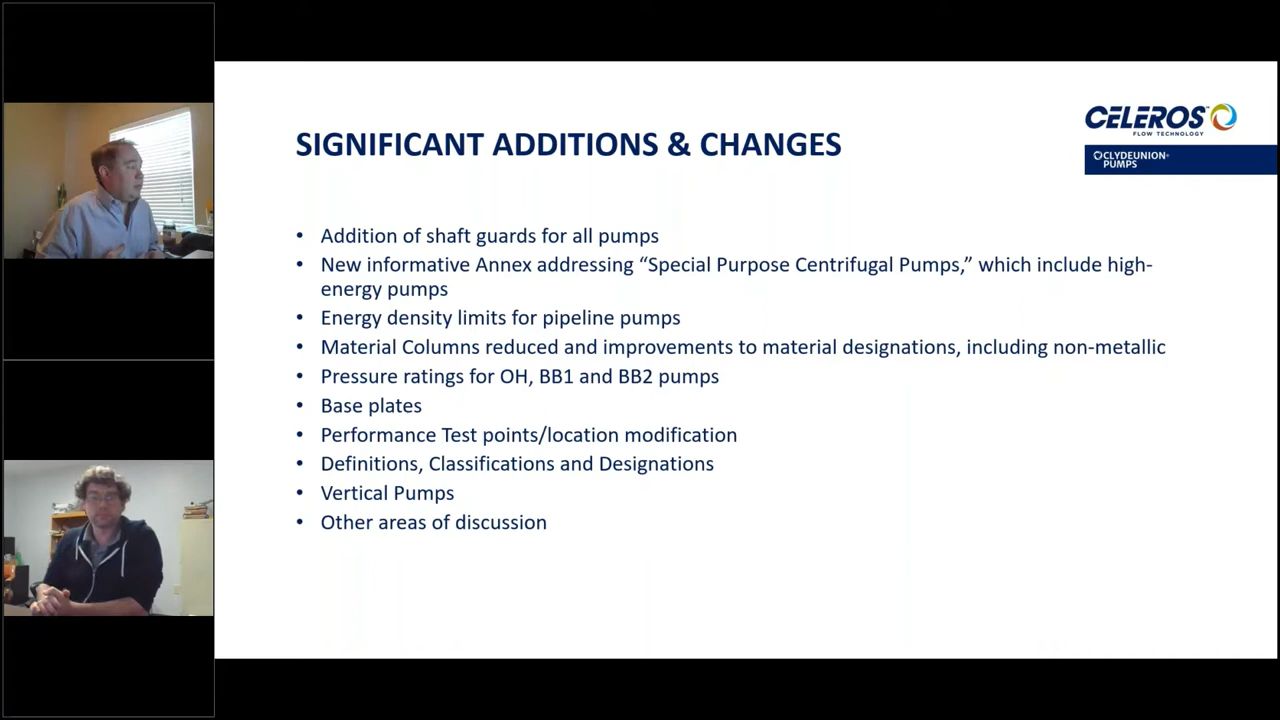 CELEROS
FLOW TECHNOLOGY
CLYDEUNION
PUMPS
SIGNIFICANT ADDITIONS & CHANGES
• Addition of shaft guards for all pumps
• New informative Annex addressing “Special Purpose Centrifugal Pumps,” which include high-
energy pumps
• Energy density limits for pipeline pumps
• Material Columns reduced and improvements to material designations, including non-metallic
• Pressure ratings for OH, BB1 and BB2 pumps
• Base plates
• Performance Test points/location modification
• Definitions, Classifications and Designations
• Vertical Pumps
• Other areas of discussion